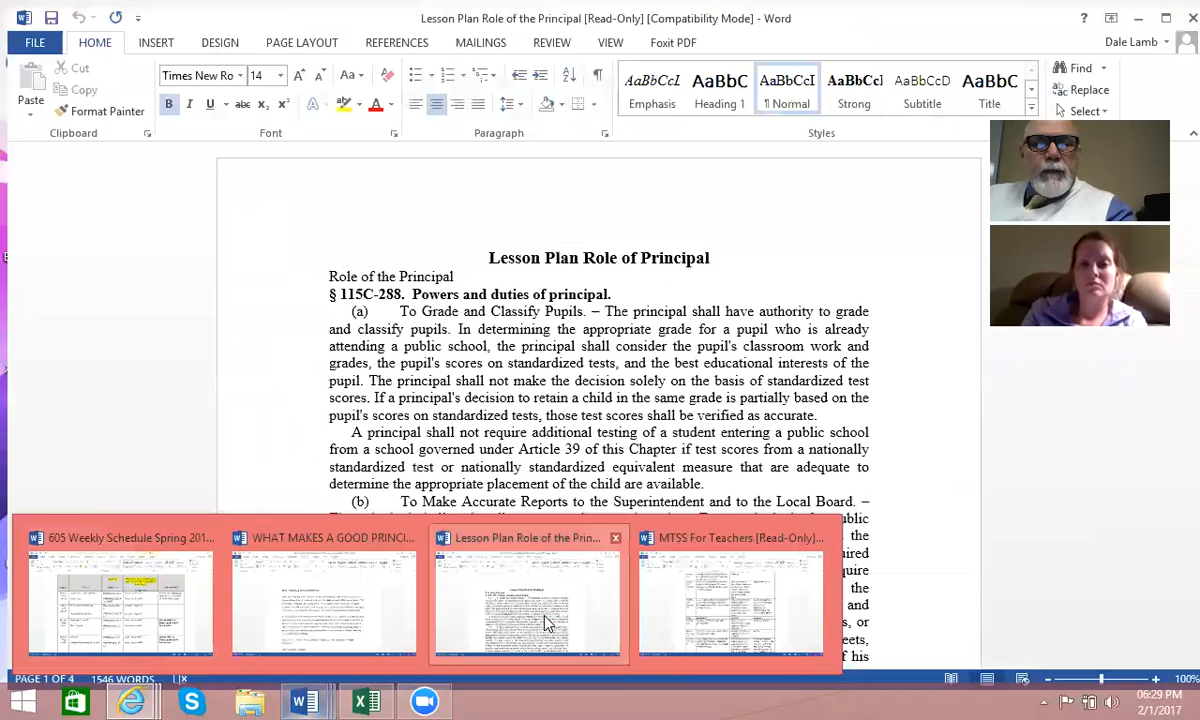 Lesson Plan Role of the Principal [Read-Only] [Compatibility Mode] - Word
FILE HOME INSERT DESIGN PAGE LAYOUT REFERENCES MAILINGS REVIEW VIEW Foxit PDF
Dale Lamb
Paste
Cut
Copy
Format Painter
Clipboard
Times New Ro 14
Font
Paragraph
AaBbCcI AaBbC AaBbCcI AaBbCcI AaBbCcD AaBbC
Emphasis Heading 1 ¶ Normal Strong Subtitle Title
Styles
Find
Replace
Select
Lesson Plan Role of Principal
Role of the Principal
§ 115C-288. Powers and duties of principal.
(a) To Grade and Classify Pupils. – The principal shall have authority to grade
and classify pupils. In determining the appropriate grade for a pupil who is already
attending a public school, the principal shall consider the pupil's classroom work and
grades, the pupil's scores on standardized tests, and the best educational interests of the
pupil. The principal shall not make the decision solely on the basis of standardized test
scores. If a principal's decision to retain a child in the same grade is partially based on the
pupil's scores on standardized tests, those test scores shall be verified as accurate.
A principal shall not require additional testing of a student entering a public school
from a school governed under Article 39 of this Chapter if test scores from a nationally
standardized test or nationally standardized equivalent measure that are adequate to
determine the appropriate placement of the child are available.
(b) To Make Accurate Reports to the Superintendent and to the Local Board. –
605 Weekly Schedule Spring 201...
WHAT MAKES A GOOD PRINCI...
Lesson Plan Role of the Prin...
MTSS For Teachers [Read-Only]...
PAGE 1 OF 4 1546 WORDS
100%
06:29 PM
2/1/2017